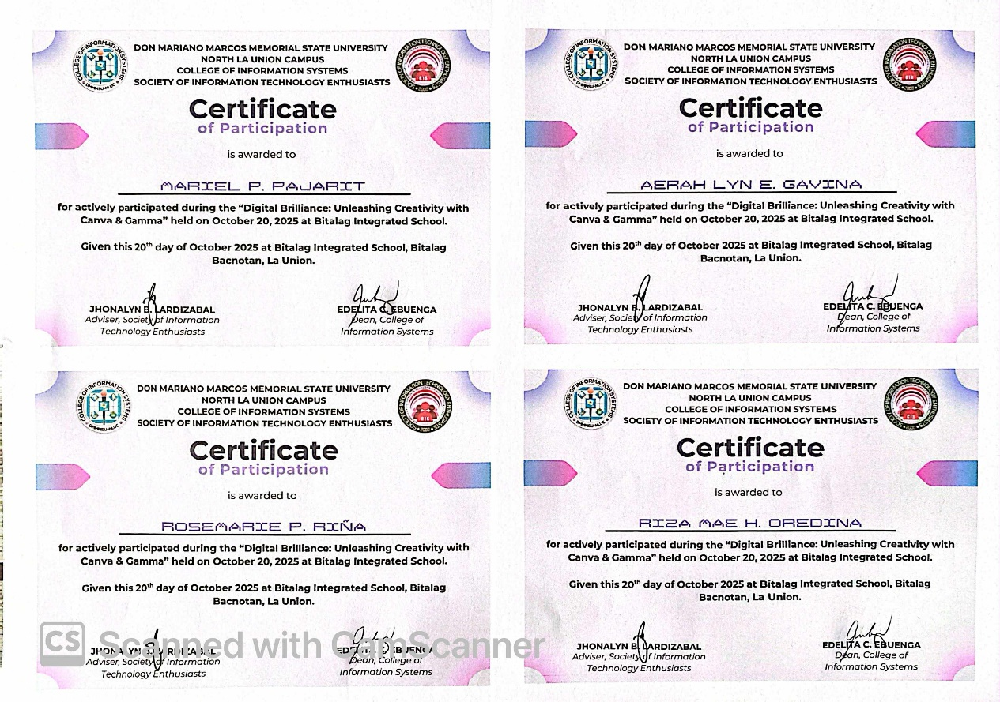 DON MARIANO MARCOS MEMORIAL STATE UNIVERSITY
NORTH LA UNION CAMPUS
COLLEGE OF INFORMATION SYSTEMS
SOCIETY OF INFORMATION TECHNOLOGY ENTHUSIASTS
Certificate
of Participation
is awarded to
MARIEL P. PAJARIT
for actively participated during the “Digital Brilliance: Unleashing Creativity with
Canva & Gamma” held on October 20, 2025 at Bitalag Integrated School.
Given this 20th day of October 2025 at Bitalag Integrated School, Bitalag
Bacnotan, La Union.
JHONALYN B. LARDIZABAL
Adviser, Society of Information
Technology Enthusiasts
EDELITA C. EBUENGA
Dean, College of
Information Systems
DON MARIANO MARCOS MEMORIAL STATE UNIVERSITY
NORTH LA UNION CAMPUS
COLLEGE OF INFORMATION SYSTEMS
SOCIETY OF INFORMATION TECHNOLOGY ENTHUSIASTS
Certificate
of Participation
is awarded to
AERAH LYN E. GAVINA
for actively participated during the “Digital Brilliance: Unleashing Creativity with
Canva & Gamma” held on October 20, 2025 at Bitalag Integrated School.
Given this 20th day of October 2025 at Bitalag Integrated School, Bitalag
Bacnotan, La Union.
JHONALYN B. LARDIZABAL
Adviser, Society of Information
Technology Enthusiasts
EDELITA C. EBUENGA
Dean, College of
Information Systems
DON MARIANO MARCOS MEMORIAL STATE UNIVERSITY
NORTH LA UNION CAMPUS
COLLEGE OF INFORMATION SYSTEMS
SOCIETY OF INFORMATION TECHNOLOGY ENTHUSIASTS
Certificate
of Participation
is awarded to
ROSEMARIE P. RIÑA
for actively participated during the “Digital Brilliance: Unleashing Creativity with
Canva & Gamma” held on October 20, 2025 at Bitalag Integrated School.
Given this 20th day of October 2025 at Bitalag Integrated School, Bitalag
Bacnotan, La Union.
JHONALYN B. LARDIZABAL
Adviser, Society of Information
Technology Enthusiasts
EDELITA C. EBUENGA
Dean, College of
Information Systems
CS Scanned with CamScanner
DON MARIANO MARCOS MEMORIAL STATE UNIVERSITY
NORTH LA UNION CAMPUS
COLLEGE OF INFORMATION SYSTEMS
SOCIETY OF INFORMATION TECHNOLOGY ENTHUSIASTS
Certificate
of Participation
is awarded to
RIZA MAE H. OREDINA
for actively participated during the “Digital Brilliance: Unleashing Creativity with
Canva & Gamma” held on October 20, 2025 at Bitalag Integrated School.
Given this 20th day of October 2025 at Bitalag Integrated School, Bitalag
Bacnotan, La Union.
JHONALYN B. LARDIZABAL
Adviser, Society of Information
Technology Enthusiasts
EDELITA C. EBUENGA
Dean, College of
Information Systems